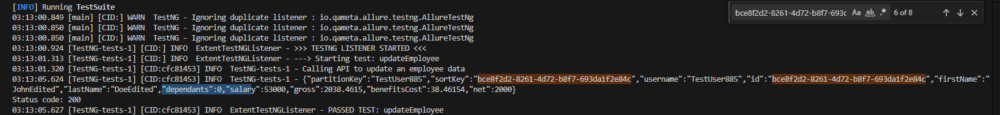 [INFO] Running TestSuite
03:13:00.849 [main] [CID:] WARN  TestNG - Ignoring duplicate listener : io.qameta.allure.testng.AllureTestNg
03:13:00.850 [main] [CID:] WARN  TestNG - Ignoring duplicate listener : io.qameta.allure.testng.AllureTestNg
03:13:00.850 [main] [CID:] WARN  TestNG - Ignoring duplicate listener : io.qameta.allure.testng.AllureTestNg
03:13:00.924 [TestNG-tests-1] [CID:] INFO  ExtentTestNGListener - >>> TESTNG LISTENER STARTED <<<
03:13:01.313 [TestNG-tests-1] [CID:] INFO  ExtentTestNGListener - ---> Starting test: updateEmployee
03:13:01.320 [TestNG-tests-1] [CID:cfc81453] INFO  TestNG-tests-1 - Calling API to update an employee data
03:13:05.624 [TestNG-tests-1] [CID:cfc81453] INFO  TestNG-tests-1 - {"partitionKey":"TestUser885","sortKey":"bce8f2d2-8261-4d72-b8f7-693da1f2e84c","username":"TestUser885","id":"bce8f2d2-8261-4d72-b8f7-693da1f2e84c","firstName":"
JohnEdited","lastName":"DoeEdited","dependants":0,"salary":53000,"gross":2038.4615,"benefitsCost":38.46154,"net":2000}
Status code: 200
03:13:05.627 [TestNG-tests-1] [CID:cfc81453] INFO  ExtentTestNGListener - PASSED TEST: updateEmployee
bce8f2d2-8261-4d72-b8f7-693c Aa ab .* 6 of 8